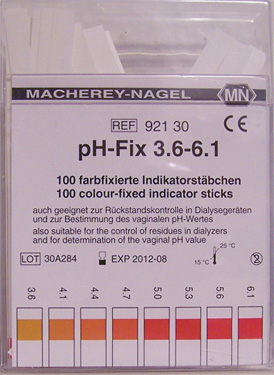 MACHEREY-NAGEL MN
REF 921 30 CE
pH-Fix 3.6-6.1
100 farbfixierte Indikatorstäbchen
100 colour-fixed indicator sticks
auch geeignet zur Rückstandskontrolle in Dialysegeräten
und zur Bestimmung des vaginalen pH-Wertes
also suitable for the control of residues in dialyzers
and for determination of the vaginal pH value
LOT 30A284 EXP 2012-08 15 °C 25 °C 2
3.6 4.1 4.4 4.7 5.0 5.3 5.6 6.1